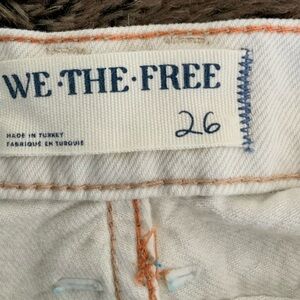 WE·THE·FREE
26
MADE IN TURKEY
FABRIQUÉ EN TURQUIE